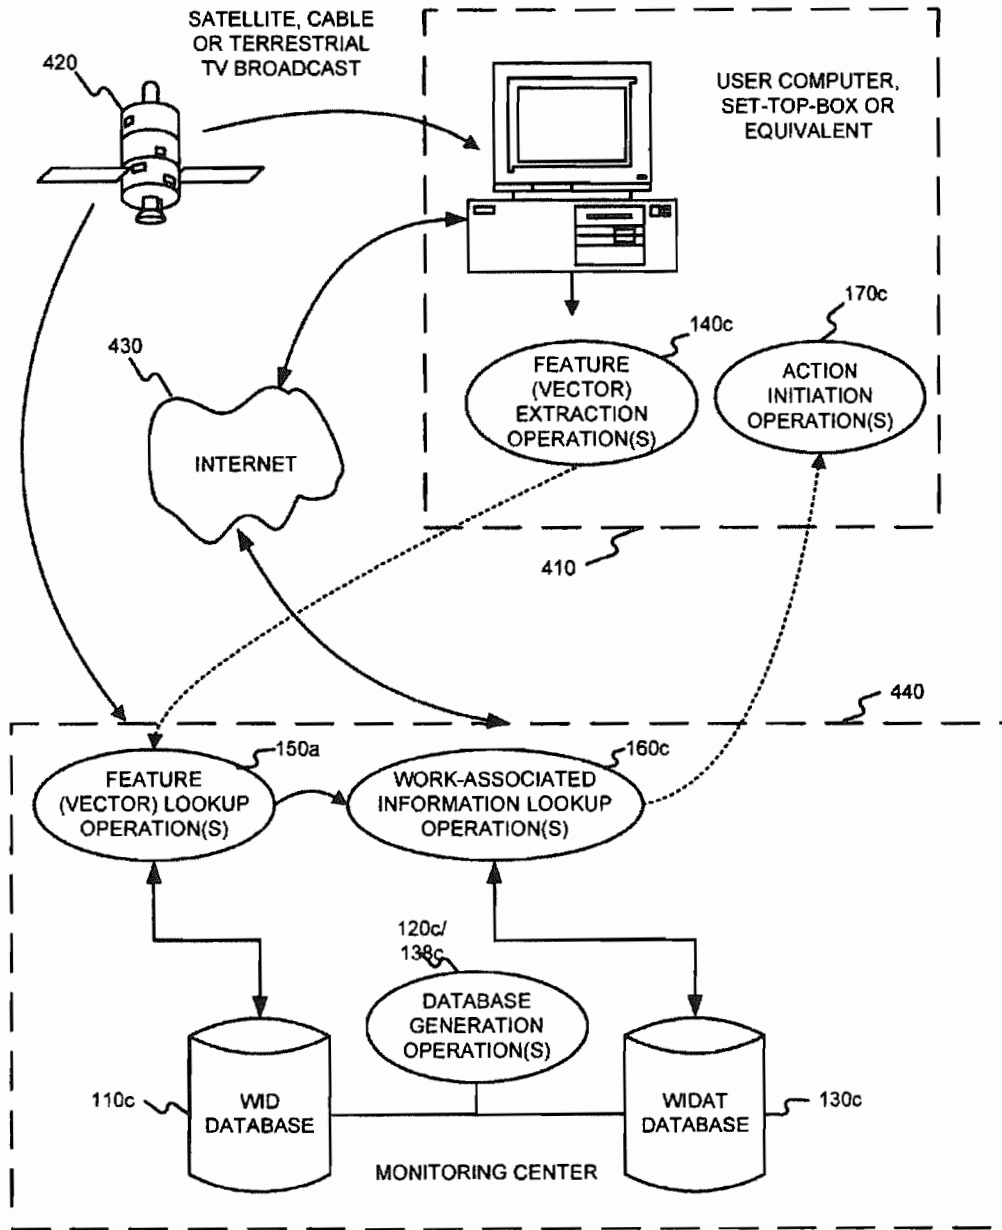 SATELLITE, CABLE
OR TERRESTRIAL
TV BROADCAST
420
USER COMPUTER,
SET-TOP-BOX OR
EQUIVALENT
170c
140c
430
FEATURE
(VECTOR)
EXTRACTION
OPERATION(S)
ACTION
INITIATION
OPERATION(S)
INTERNET
410
440
150a
160c
FEATURE
(VECTOR) LOOKUP
OPERATION(S)
WORK-ASSOCIATED
INFORMATION LOOKUP
OPERATION(S)
120c/
138c
DATABASE
GENERATION
OPERATION(S)
110c
WID
DATABASE
WIDAT
DATABASE
130c
MONITORING CENTER